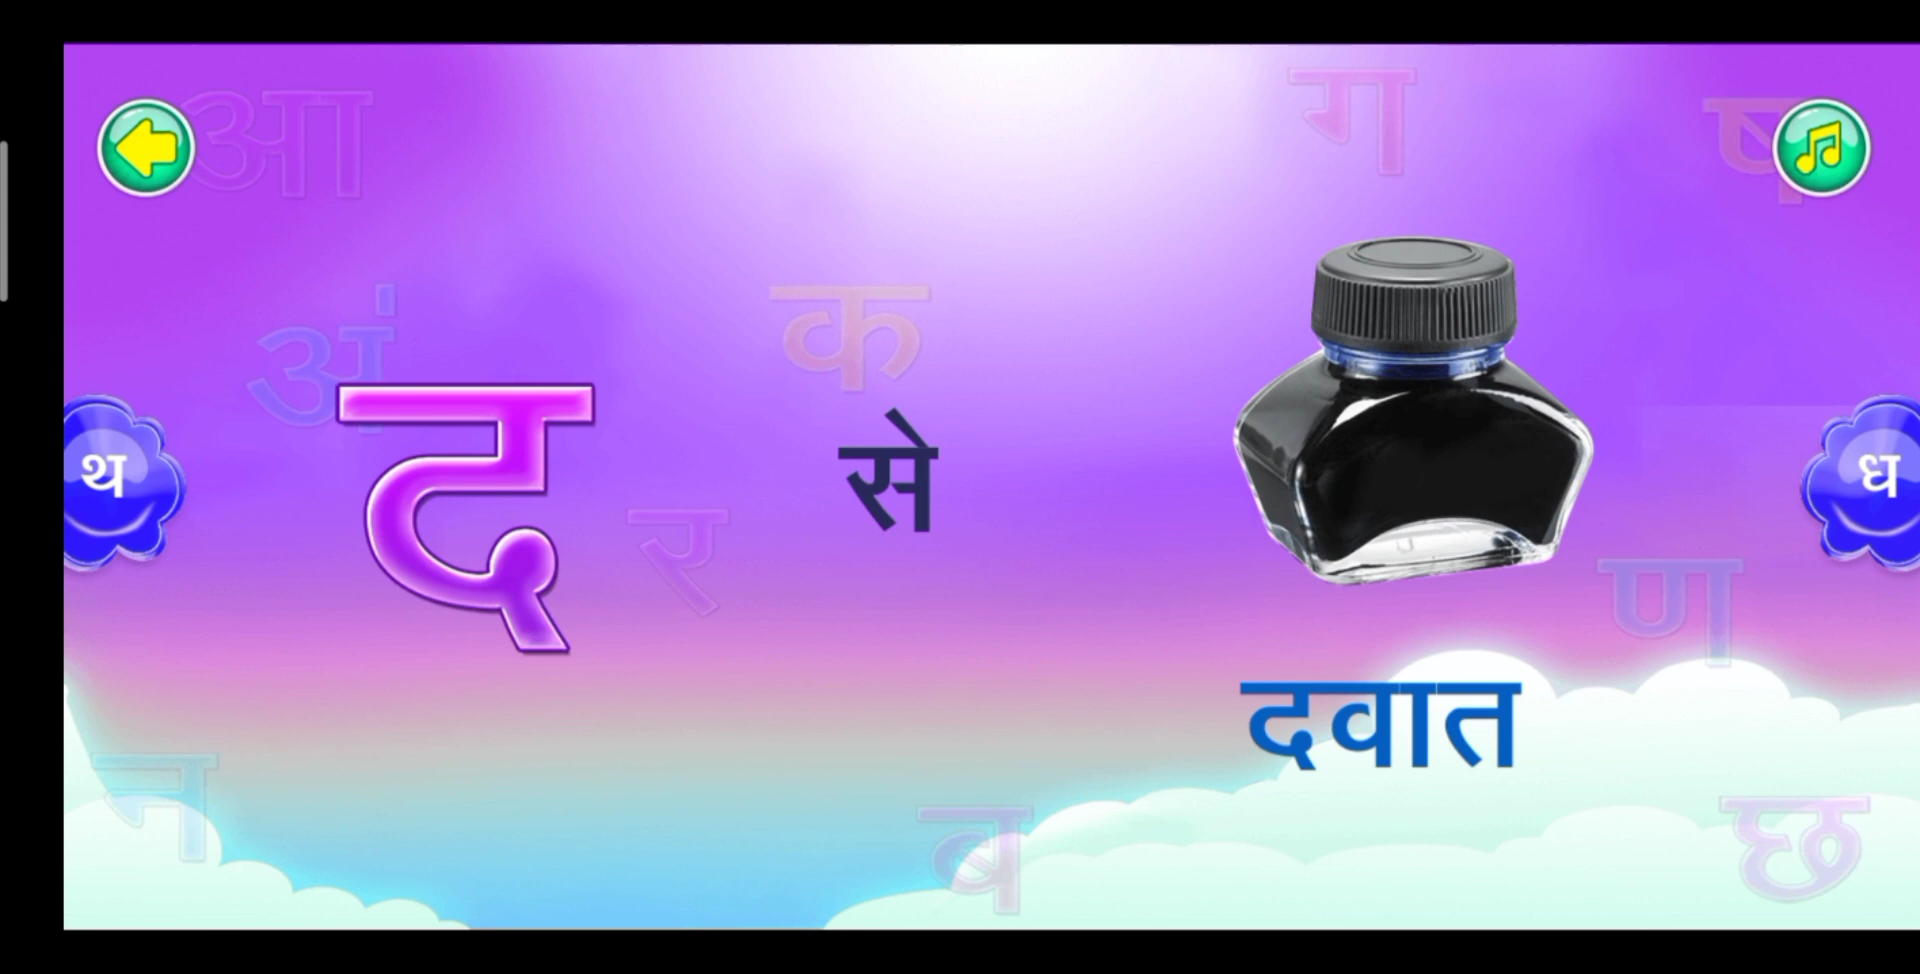 आ
ग
ष
अं
क
थ
द
से
र
ध
ण
दवात
न
ब
छ